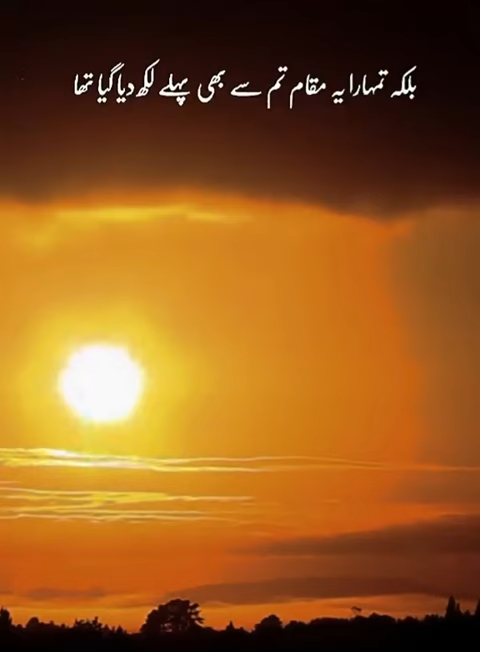 بلکہ تمہارا یہ مقام تم سے بھی پہلے لکھ دیا گیا تھا